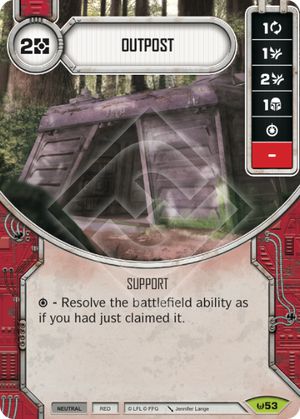 2
OUTPOST
1
1
2
1
-
SUPPORT
- Resolve the battlefield ability as
if you had just claimed it.
NEUTRAL RED © LFL © FFG Jennifer Lange 53